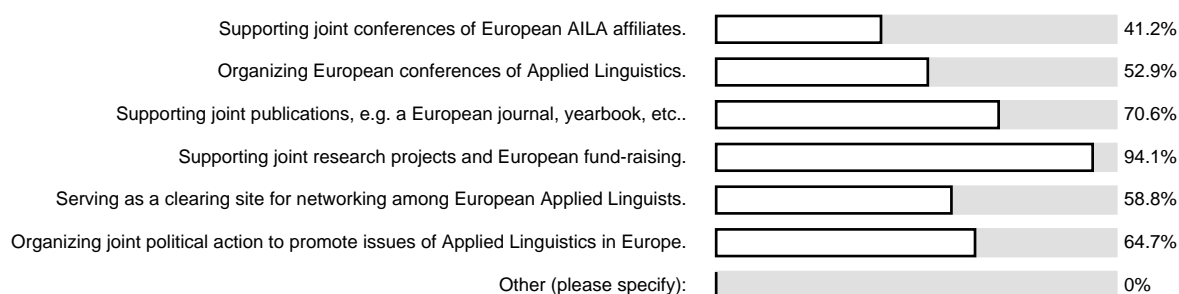 Supporting joint conferences of European AILA affiliates. 41.2%
Organizing European conferences of Applied Linguistics. 52.9%
Supporting joint publications, e.g. a European journal, yearbook, etc.. 70.6%
Supporting joint research projects and European fund-raising. 94.1%
Serving as a clearing site for networking among European Applied Linguists. 58.8%
Organizing joint political action to promote issues of Applied Linguistics in Europe. 64.7%
Other (please specify): 0%